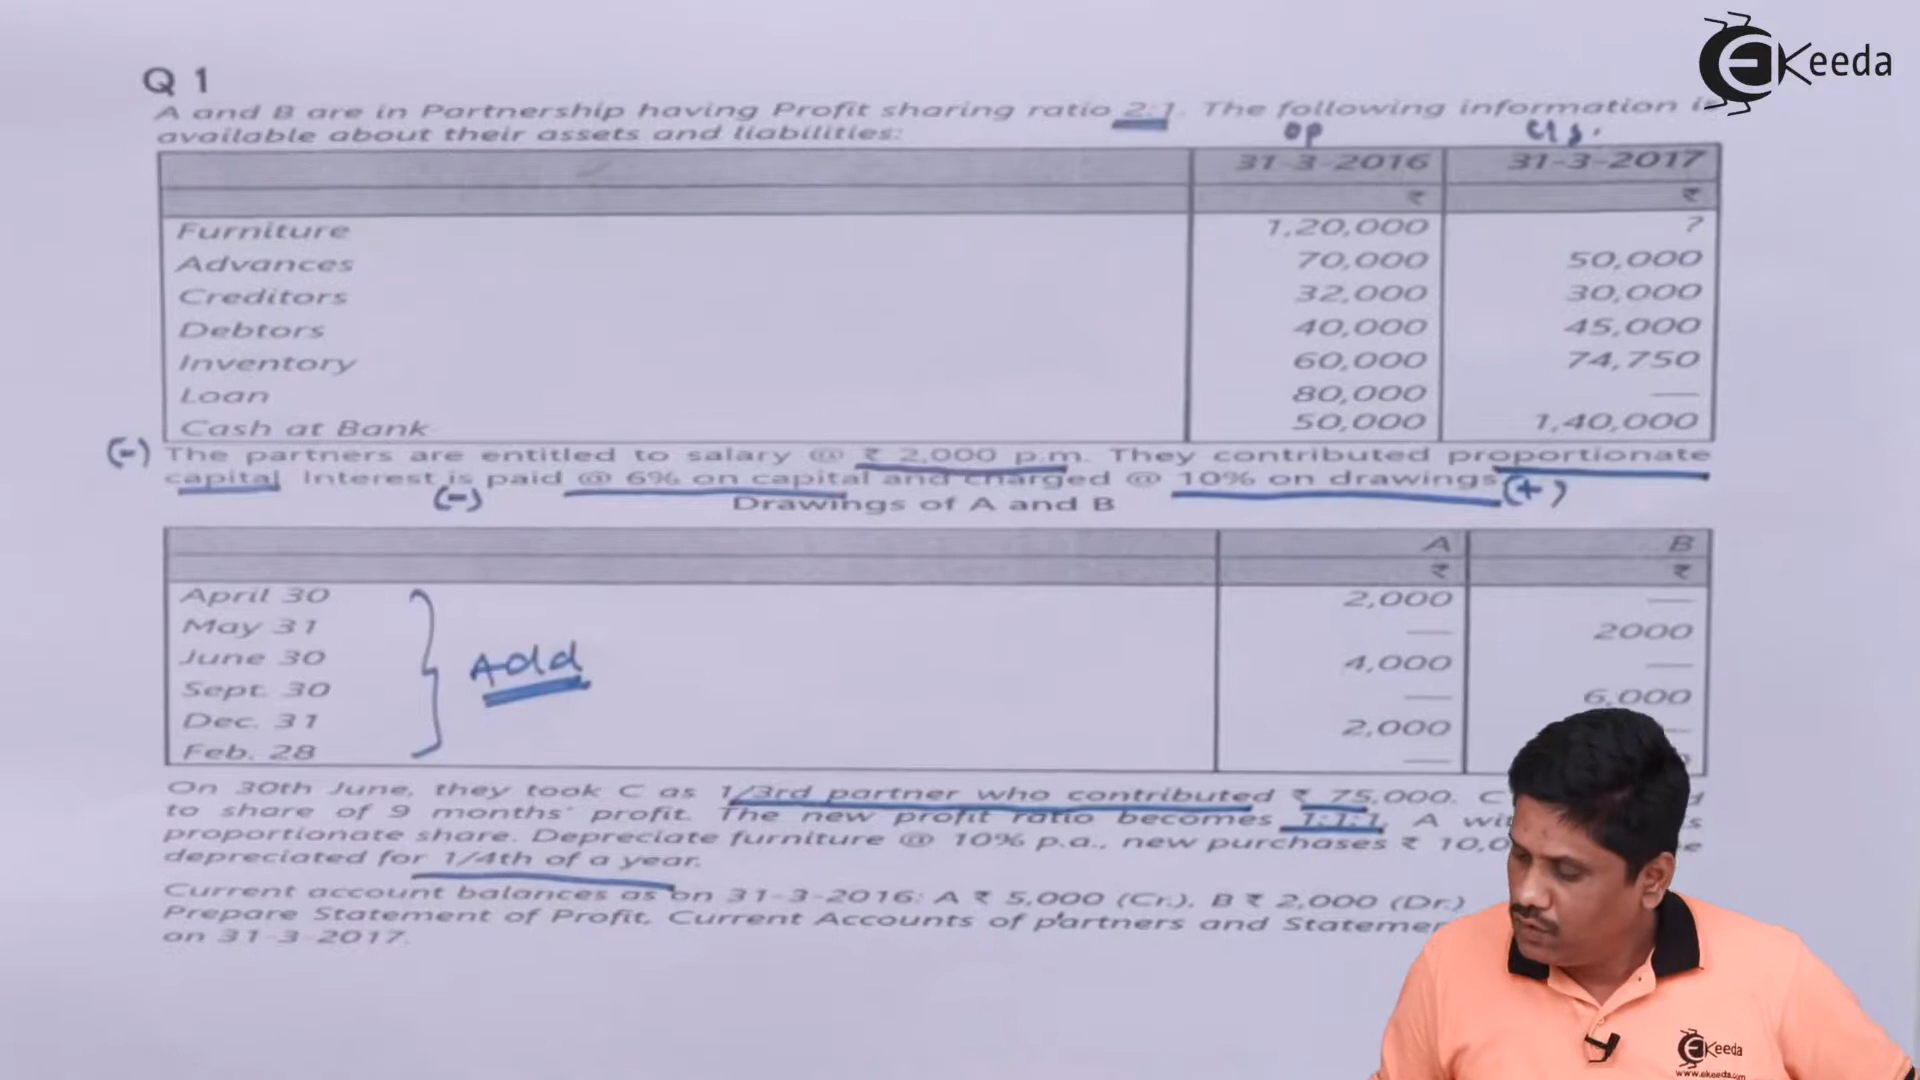 Keeda
Q 1
A and B are in Partnership having Profit sharing ratio 2:1. The following information
available about their assets and liabilities:
op cls.
31-3-2016 31-3-2017
₹ ₹
Furniture 1,20,000 ?
Advances 70,000 50,000
Creditors 32,000 30,000
Debtors 40,000 45,000
Inventory 60,000 74,750
Loan 80,000 —
Cash at Bank 50,000 1,40,000
(-) The partners are entitled to salary @ ₹ 2,000 p.m. They contributed proportionate
capital Interest is paid @ 6% on capital and charged @ 10% on drawings (+)
(-) Drawings of A and B
A B
₹ ₹
April 30 2,000 —
May 31 — 2000
June 30 4,000 —
Sept. 30 — 6,000
Dec. 31 2,000 —
Feb. 28 —
Add
On 30th June, they took C as 1/3rd partner who contributed ₹ 75,000. C
to share of 9 months' profit. The new profit ratio becomes 1:1:1. A
proportionate share. Depreciate furniture @ 10% p.a., new purchases ₹
depreciated for 1/4th of a year.
Current account balances as on 31-3-2016: A ₹ 5,000 (Cr.), B ₹ 2,000 (Dr.)
Prepare Statement of Profit, Current Accounts of partners and
on 31-3-2017.
Keeda
www.ekeeda.com